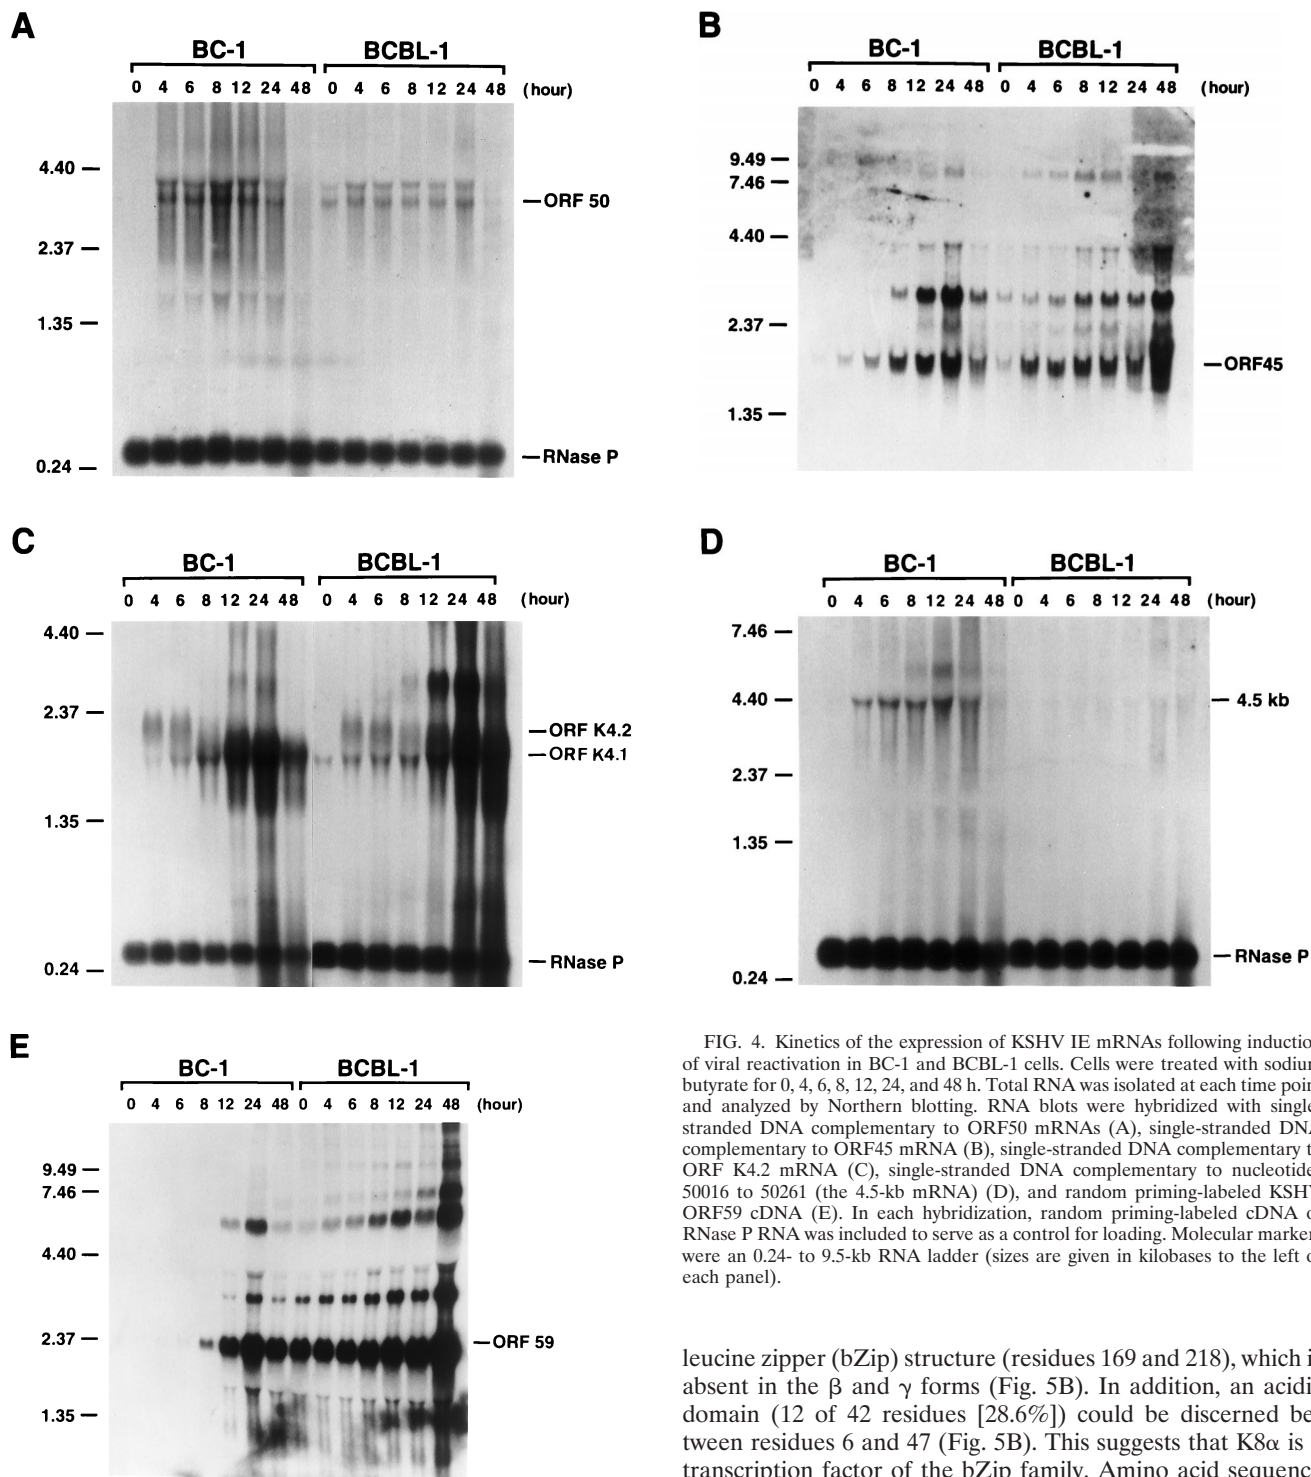 A
BC-1 BCBL-1
0 4 6 8 12 24 48 0 4 6 8 12 24 48 (hour)
4.40
ORF 50
2.37
1.35
RNase P
0.24
B
BC-1 BCBL-1
0 4 6 8 12 24 48 0 4 6 8 12 24 48 (hour)
9.49
7.46
4.40
2.37
ORF45
1.35
C
BC-1 BCBL-1
0 4 6 8 12 24 48 0 4 6 8 12 24 48 (hour)
4.40
2.37
ORF K4.2
ORF K4.1
1.35
RNase P
0.24
D
BC-1 BCBL-1
0 4 6 8 12 24 48 0 4 6 8 12 24 48 (hour)
7.46
4.40
4.5 kb
2.37
1.35
RNase P
0.24
E
BC-1 BCBL-1
0 4 6 8 12 24 48 0 4 6 8 12 24 48 (hour)
9.49
7.46
4.40
2.37
ORF 59
1.35
FIG. 4. Kinetics of the expression of KSHV IE mRNAs following inductio
of viral reactivation in BC-1 and BCBL-1 cells. Cells were treated with sodiu
butyrate for 0, 4, 6, 8, 12, 24, and 48 h. Total RNA was isolated at each time poin
and analyzed by Northern blotting. RNA blots were hybridized with single
stranded DNA complementary to ORF50 mRNAs (A), single-stranded DNA
complementary to ORF45 mRNA (B), single-stranded DNA complementary t
ORF K4.2 mRNA (C), single-stranded DNA complementary to nucleotide
50016 to 50261 (the 4.5-kb mRNA) (D), and random priming-labeled KSHV
ORF59 cDNA (E). In each hybridization, random priming-labeled cDNA o
RNase P RNA was included to serve as a control for loading. Molecular marker
were an 0.24- to 9.5-kb RNA ladder (sizes are given in kilobases to the left o
each panel).
leucine zipper (bZip) structure (residues 169 and 218), which i
absent in the β and γ forms (Fig. 5B). In addition, an acidi
domain (12 of 42 residues [28.6%]) could be discerned be
tween residues 6 and 47 (Fig. 5B). This suggests that K8α is
transcription factor of the bZip family. Amino acid sequenc